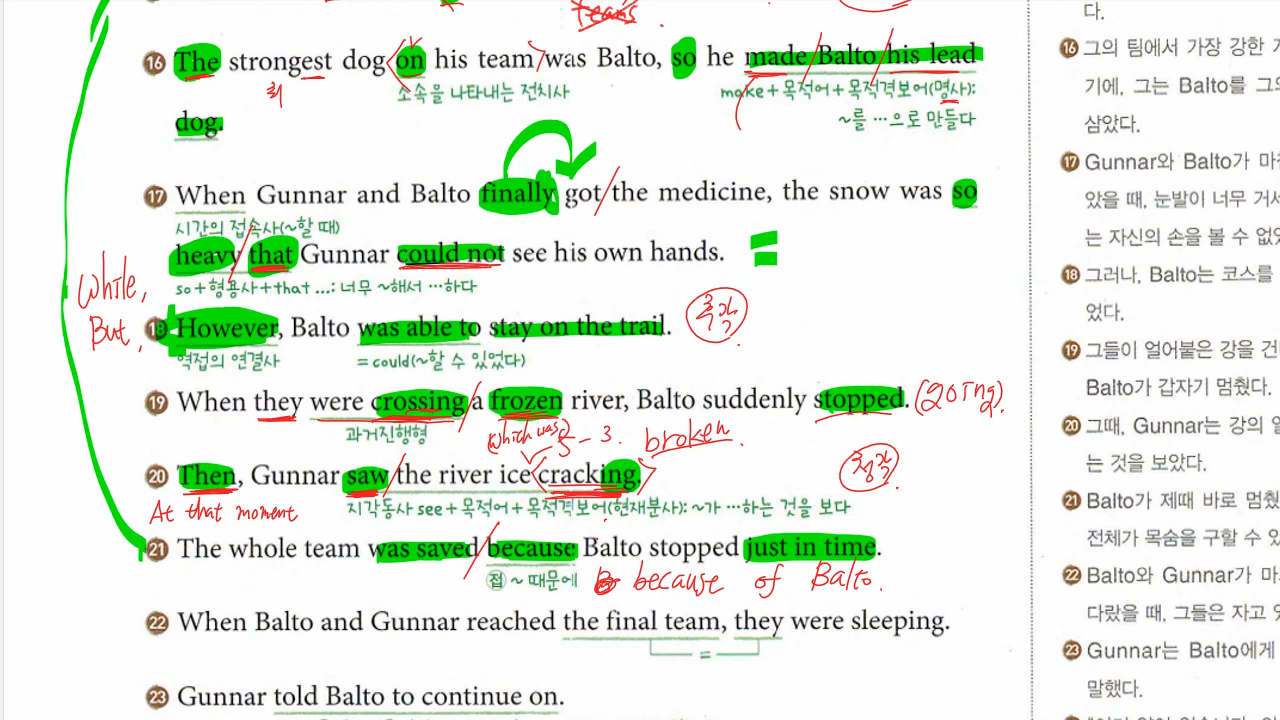 teams
다.
⑯ The strongest dog on his team was Balto, so he made Balto his lead
최
소속을 나타내는 전치사
make + 목적어 + 목적격보어(명사):
~를 …으로 만들다
dog.
⑰ When Gunnar and Balto finally got the medicine, the snow was so
시간의 접속사(~할 때)
heavy that Gunnar could not see his own hands.
so + 형용사 + that …: 너무 ~해서 …하다
While,
But,
⑱ However, Balto was able to stay on the trail.
촉각
역접의 연결사
= could(~할 수 있었다)
⑲ When they were crossing a frozen river, Balto suddenly stopped.
과거진행형
(which was)
broken
⑳ Then, Gunnar saw the river ice cracking.
청각
At that moment
지각동사 see + 목적어 + 목적격보어(현재분사): ~가 …하는 것을 보다
㉑ The whole team was saved because Balto stopped just in time.
접 ~ 때문에
because of Balto.
㉒ When Balto and Gunnar reached the final team, they were sleeping.
=
㉓ Gunnar told Balto to continue on.
⑯ 그의 팀에서 가장 강한
기에, 그는 Balto를 그의
삼았다.
⑰ Gunnar와 Balto가
았을 때, 눈발이 너무
는 자신의 손을 볼 수
⑱ 그러나, Balto는 코스를
었다.
⑲ 그들이 얼어붙은 강을
Balto가 갑자기 멈췄다.
⑳ 그때, Gunnar는 강의
는 것을 보았다.
㉑ Balto가 제때 바로
전체가 목숨을 구할 수
㉒ Balto와 Gunnar가
다랐을 때, 그들은 자고
㉓ Gunnar는 Balto에게
말했다.